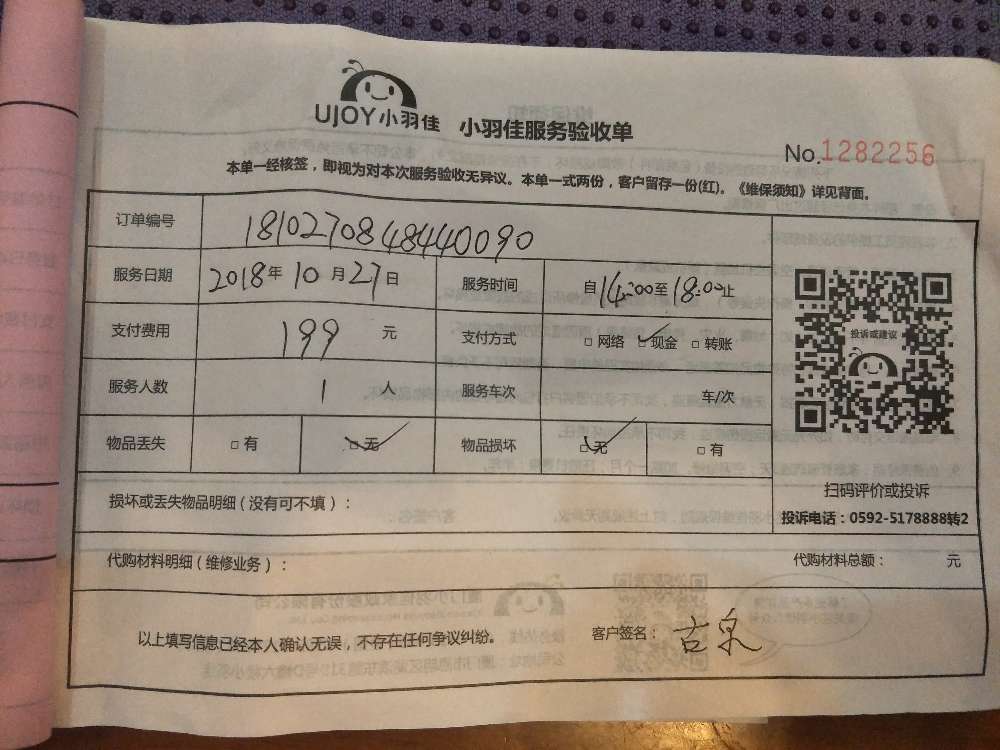 UJOY小羽佳 小羽佳服务验收单
No.1282256
本单一经核签，即视为对本次服务验收无异议。本单一式两份，客户留存一份(红)。《维保须知》详见背面。
订单编号 1810270848440090
服务日期 2018年10月27日 服务时间 自14:00至18:00止
支付费用 199 元 支付方式 □网络 ☑现金 □转账
投诉或建议
服务人数 1 人 服务车次 车/次
物品丢失 □有 ☑无 物品损坏 ☑无 □有
扫码评价或投诉
损坏或丢失物品明细(没有可不填)：
投诉电话：0592-5178888转2
代购材料明细(维修业务)： 代购材料总额： 元
以上填写信息已经本人确认无误，不存在任何争议纠纷。 客户签名：古泉